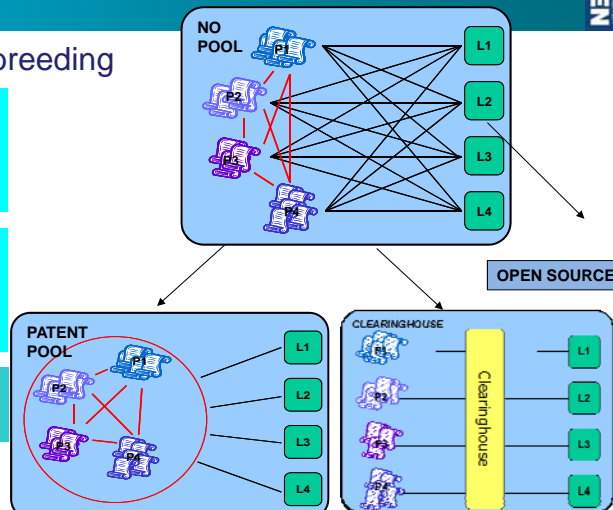 breeding
NO
POOL
P1
P2
P3
P4
L1
L2
L3
L4
OPEN SOURCE
PATENT
POOL
P1
P2
P3
P4
L1
L2
L3
L4
CLEARINGHOUSE
P1
P2
P3
P4
Clearinghouse
L1
L2
L3
L4